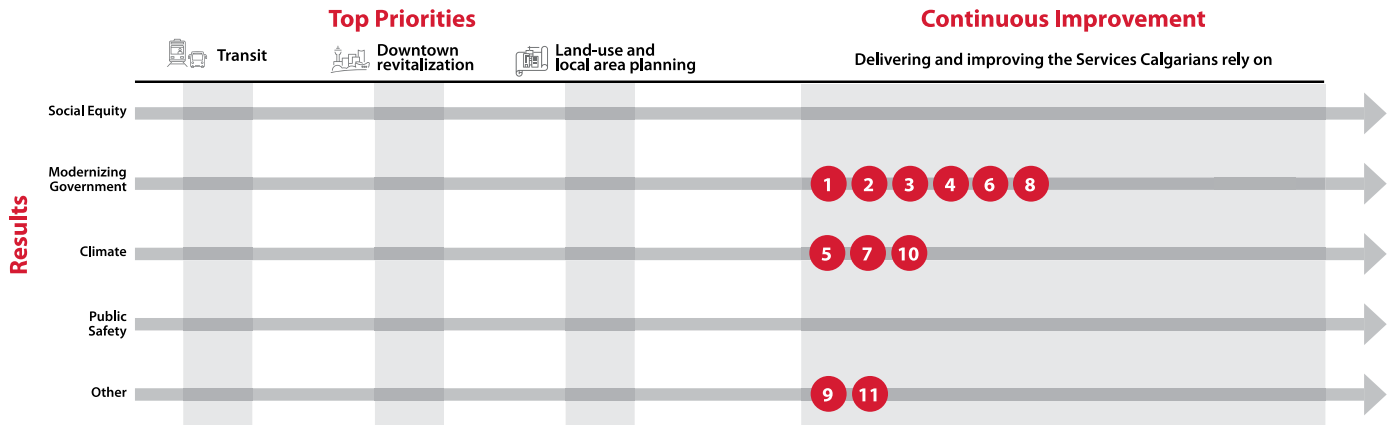 Top Priorities
Continuous Improvement
Transit
Downtown
revitalization
Land-use and
local area planning
Delivering and improving the Services Calgarians rely on
Results
Social Equity
Modernizing
Government
1 2 3 4 6 8
Climate
5 7 10
Public
Safety
Other
9 11